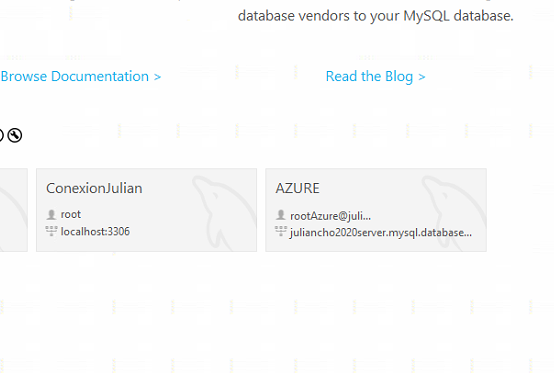 database vendors to your MySQL database.
Browse Documentation >
Read the Blog >
ConexionJulian
root
localhost:3306
AZURE
rootAzure@juli...
juliancho2020server.mysql.database...